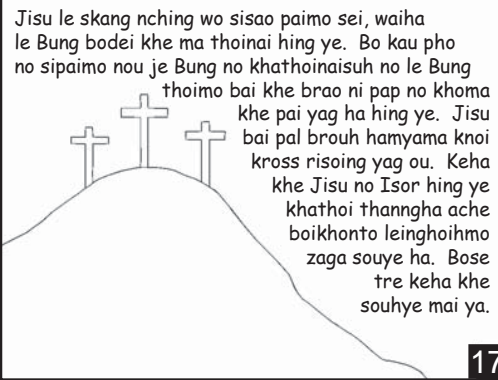 Jisu le skang nching wo sisao paimo sei, waiha
le Bung bodei khe ma thoinai hing ye. Bo kau pho
no sipaimo nou je Bung no khathoinaisuh no le Bung
thoimo bai khe brao ni pap no khoma
khe pai yag ha hing ye. Jisu
bai pal brouh hamyama knoi
kross risoing yag ou. Keha
khe Jisu no Isor hing ye
khathoi thanngha ache
boikhonto leinghoihmo
zaga souye ha. Bose
tre keha khe
souhye mai ya.
17